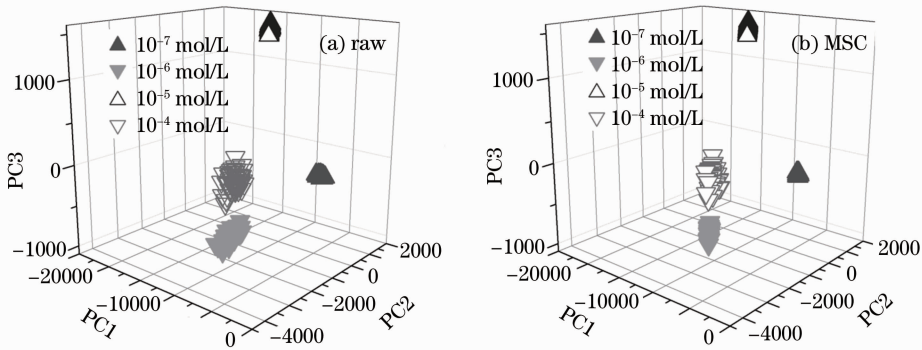 (a) raw
10⁻⁷ mol/L
10⁻⁶ mol/L
10⁻⁵ mol/L
10⁻⁴ mol/L
PC3
1000
0
−1000
−20000
−10000
0
PC1
−4000
−2000
0
2000
PC2
(b) MSC
10⁻⁷ mol/L
10⁻⁶ mol/L
10⁻⁵ mol/L
10⁻⁴ mol/L
PC3
1000
0
−1000
−20000
−10000
0
PC1
−4000
−2000
0
2000
PC2